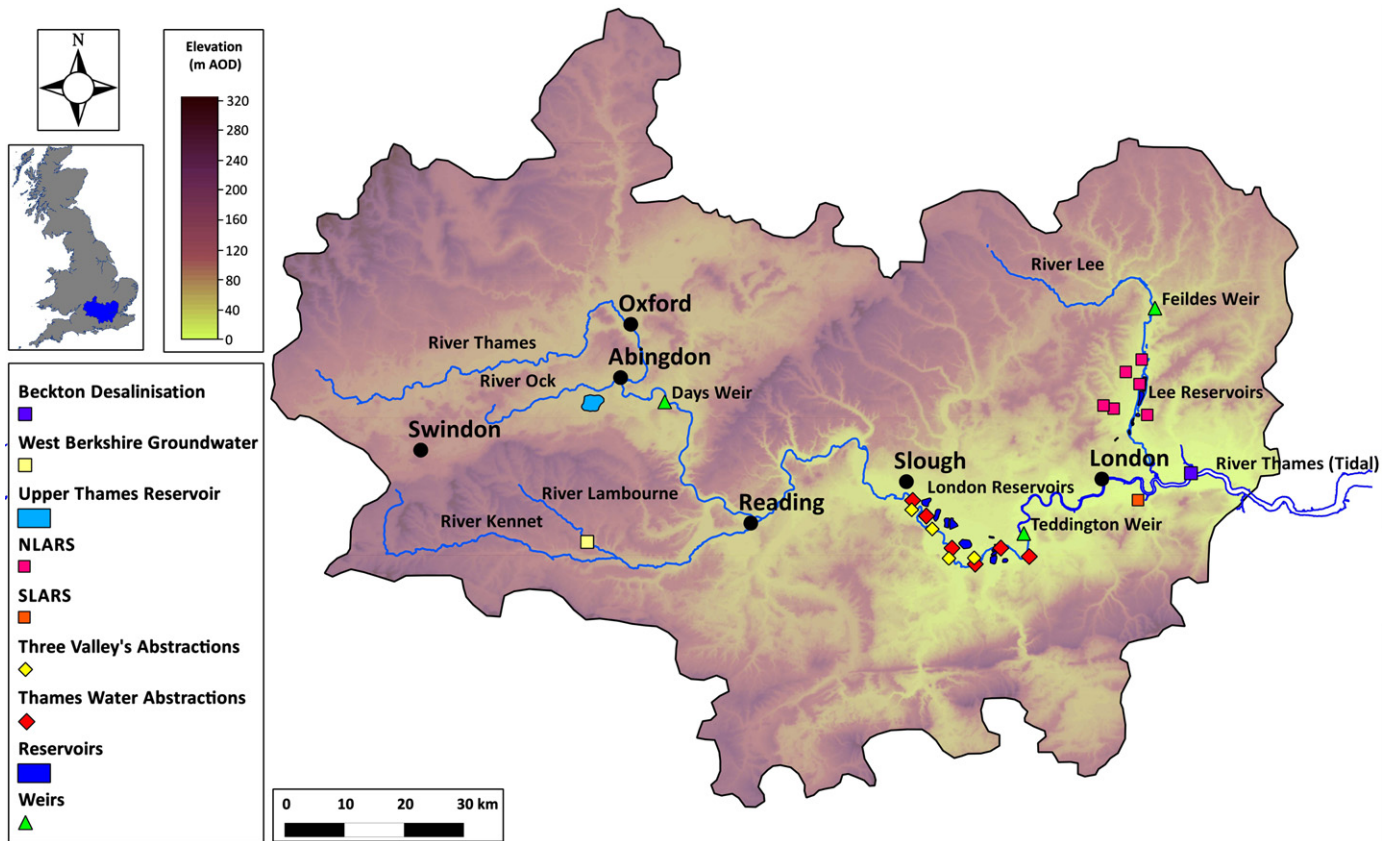 N
Elevation
(m AOD)
320
280
240
200
160
120
80
40
0
Beckton Desalinisation
West Berkshire Groundwater
Upper Thames Reservoir
NLARS
SLARS
Three Valley's Abstractions
Thames Water Abstractions
Reservoirs
Weirs
River Lee
Feildes Weir
Oxford
River Thames
Abingdon
River Ock
Days Weir
Lee Reservoirs
Swindon
Slough
London
River Thames (Tidal)
London Reservoirs
River Lambourne
Reading
River Kennet
Teddington Weir
0 10 20 30 km